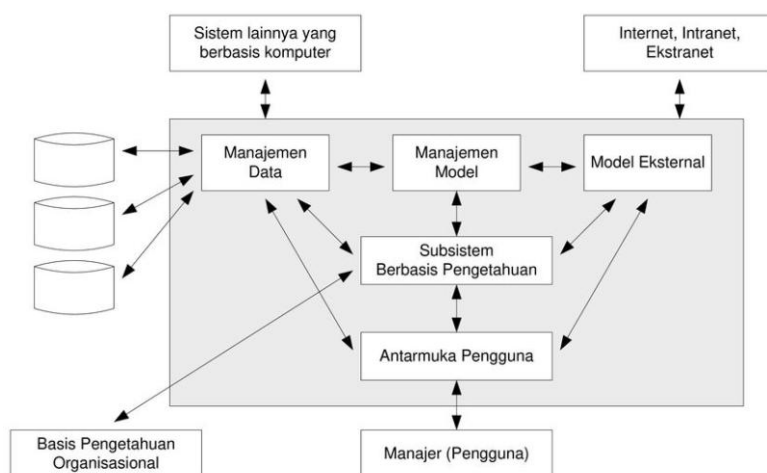 Sistem lainnya yang
berbasis komputer
Internet, Intranet,
Ekstranet
Manajemen
Data
Manajemen
Model
Model Eksternal
Subsistem
Berbasis Pengetahuan
Antarmuka Pengguna
Basis Pengetahuan
Organisasional
Manajer (Pengguna)